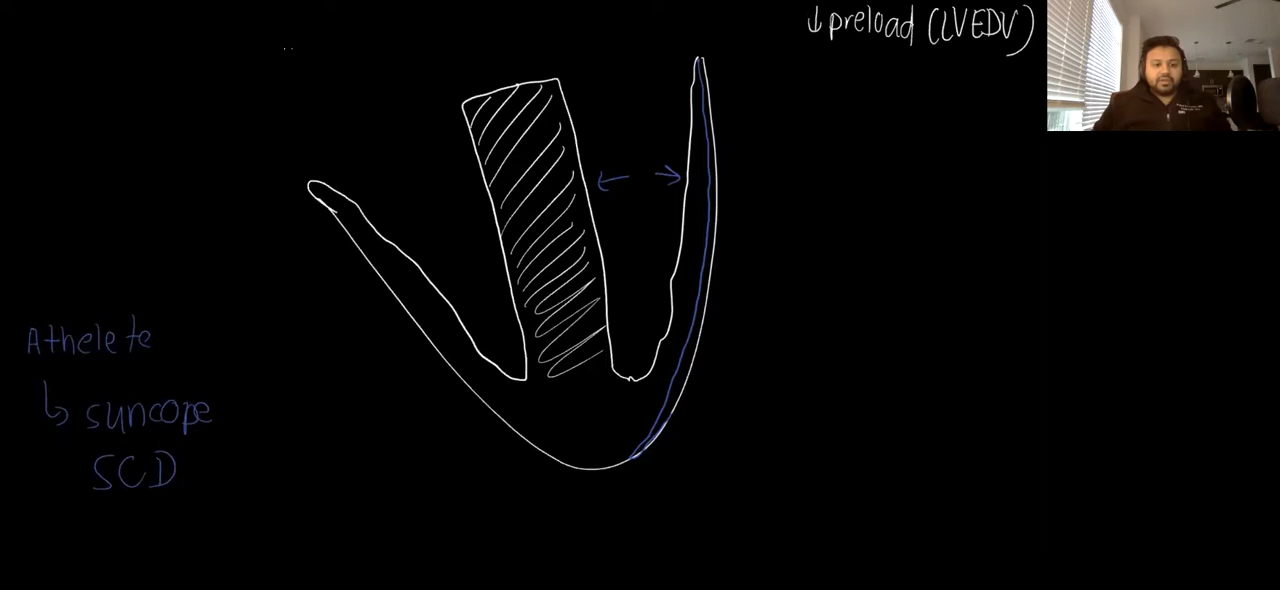 ↓preload (LVEDV)
Athelete
↳ suncope
SCD